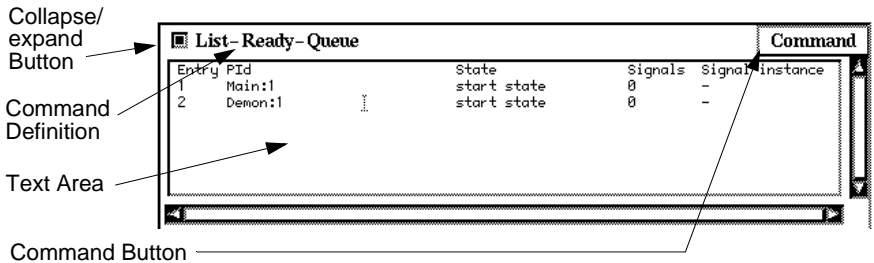 Collapse/
expand
Button
List-Ready-Queue
Command
Entry PId State Signals Signal instance
1 Main:1 start state 0 -
2 Demon:1 start state 0 -
Command
Definition
Text Area
Command Button